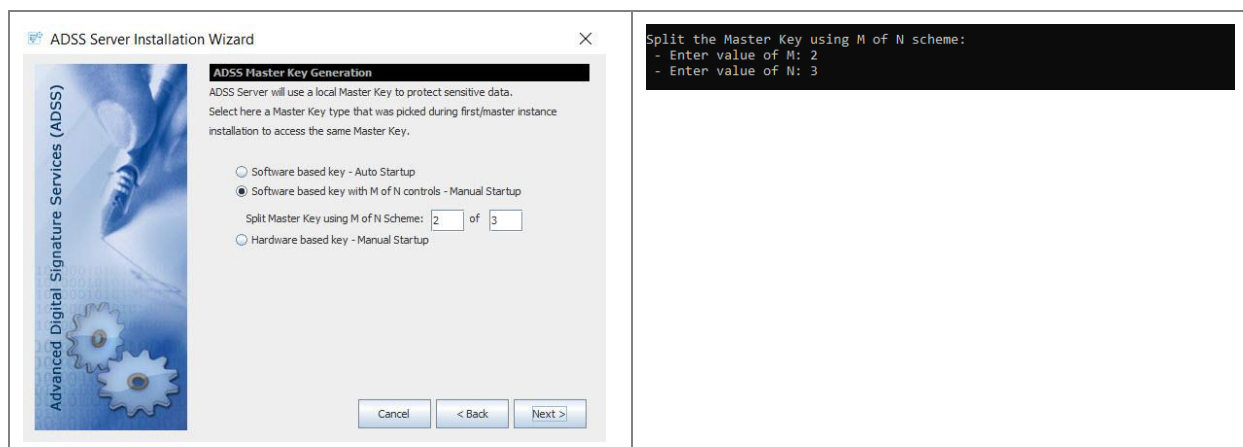 ADSS Server Installation Wizard
Advanced Digital Signature Services (ADSS)
ADSS Master Key Generation
ADSS Server will use a local Master Key to protect sensitive data.
Select here a Master Key type that was picked during first/master instance
installation to access the same Master Key.
Software based key - Auto Startup
Software based key with M of N controls - Manual Startup
Split Master Key using M of N Scheme: 2 of 3
Hardware based key - Manual Startup
Cancel < Back Next >
Split the Master Key using M of N scheme:
- Enter value of M: 2
- Enter value of N: 3